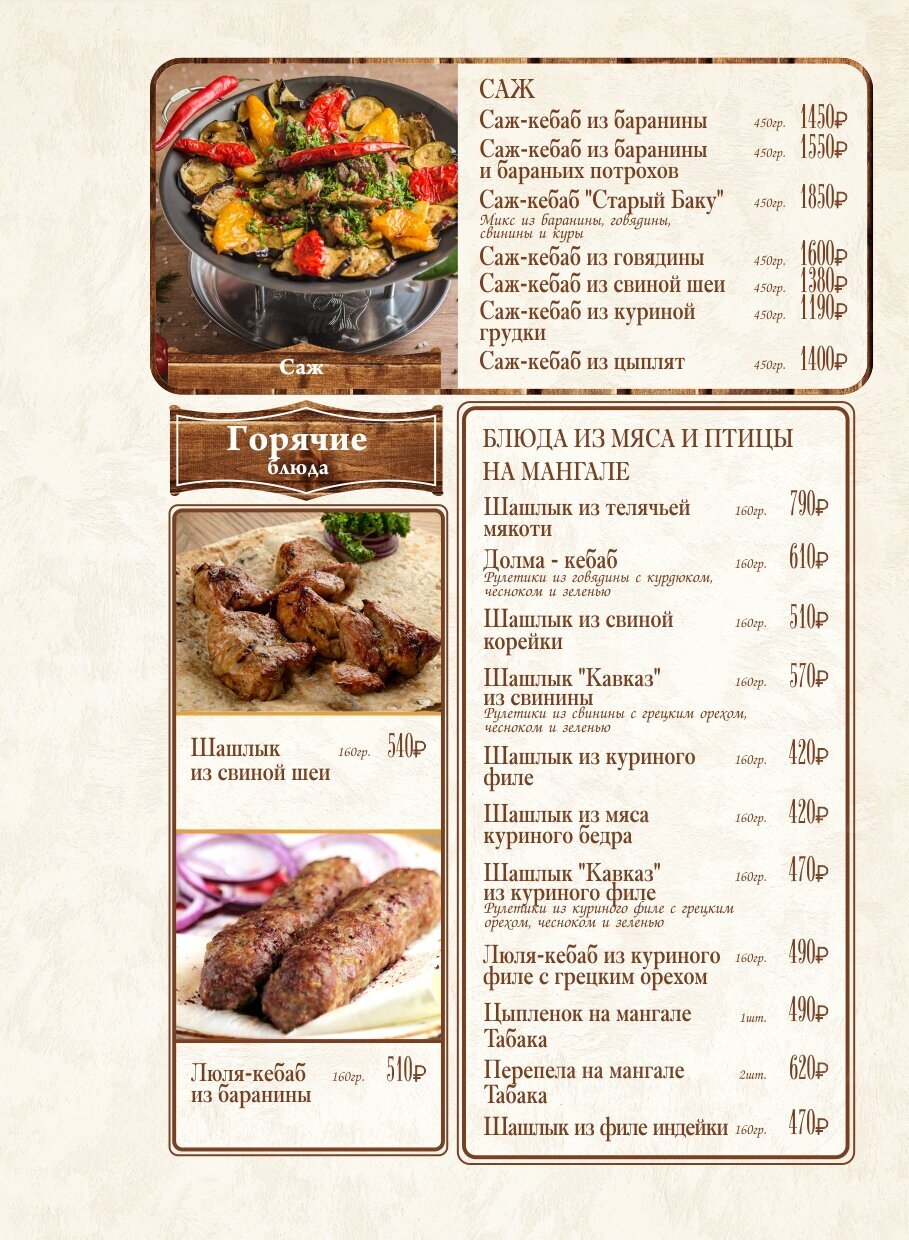 САЖ
Саж-кебаб из баранины 450гр. 1450₽
Саж-кебаб из баранины 450гр. 1550₽
и бараньих потрохов
Саж-кебаб "Старый Баку" 450гр. 1850₽
Микс из баранины, говядины,
свинины и куры
Саж-кебаб из говядины 450гр. 1600₽
Саж-кебаб из свиной шеи 450гр. 1380₽
Саж-кебаб из куриной 450гр. 1190₽
грудки
Саж-кебаб из цыплят 450гр. 1400₽
Саж
Горячие
блюда
Шашлык 160гр. 540₽
из свиной шеи
Люля-кебаб 160гр. 510₽
из баранины
БЛЮДА ИЗ МЯСА И ПТИЦЫ
НА МАНГАЛЕ
Шашлык из телячьей 160гр. 790₽
мякоти
Долма - кебаб 160гр. 610₽
Рулетики из говядины с курдюком,
чесноком и зеленью
Шашлык из свиной 160гр. 510₽
корейки
Шашлык "Кавказ" 160гр. 570₽
из свинины
Рулетики из свинины с грецким орехом,
чесноком и зеленью
Шашлык из куриного 160гр. 420₽
филе
Шашлык из мяса 160гр. 420₽
куриного бедра
Шашлык "Кавказ" 160гр. 470₽
из куриного филе
Рулетики из куриного филе с грецким
орехом, чесноком и зеленью
Люля-кебаб из куриного 160гр. 490₽
филе с грецким орехом
Цыпленок на мангале 1шт. 490₽
Табака
Перепела на мангале 2шт. 620₽
Табака
Шашлык из филе индейки 160гр. 470₽